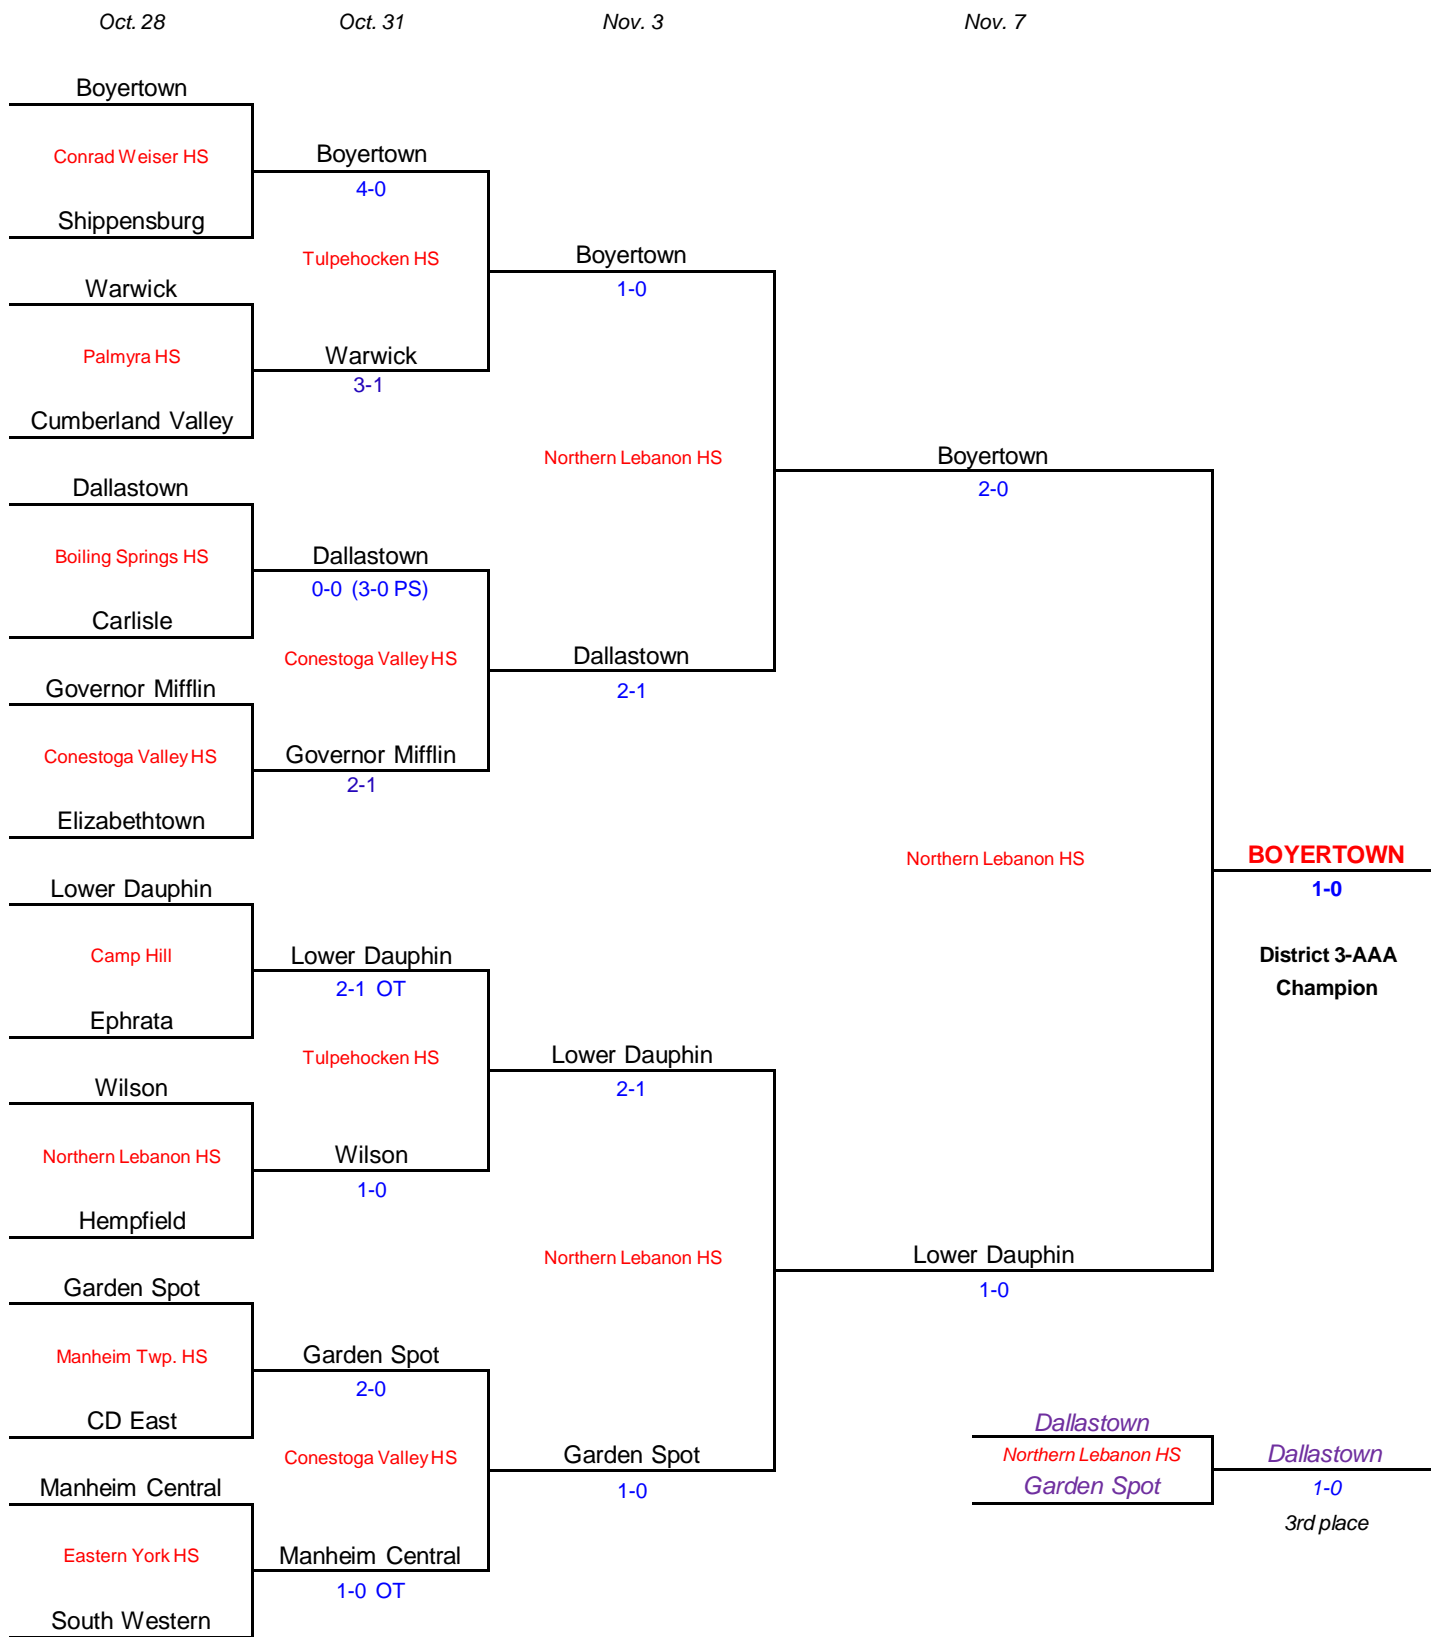 Oct. 28 Oct. 31 Nov. 3 Nov. 7
Boyertown
Conrad Weiser HS Boyertown
4-0
Shippensburg
Tulpehocken HS Boyertown
Warwick 1-0
Palmyra HS Warwick
3-1
Cumberland Valley
Northern Lebanon HS Boyertown
Dallastown 2-0
Boiling Springs HS Dallastown
0-0 (3-0 PS)
Carlisle
Conestoga Valley HS Dallastown
Governor Mifflin 2-1
Conestoga Valley HS Governor Mifflin
2-1
Elizabethtown
Northern Lebanon HS BOYERTOWN
Lower Dauphin 1-0
Camp Hill Lower Dauphin District 3-AAA
2-1 OT Champion
Ephrata
Tulpehocken HS Lower Dauphin
Wilson 2-1
Northern Lebanon HS Wilson
1-0
Hempfield
Northern Lebanon HS Lower Dauphin
Garden Spot 1-0
Manheim Twp. HS Garden Spot
2-0
CD East Dallastown
Conestoga Valley HS Garden Spot Northern Lebanon HS Dallastown
Manheim Central 1-0 Garden Spot 1-0
3rd place
Eastern York HS Manheim Central
1-0 OT
South Western